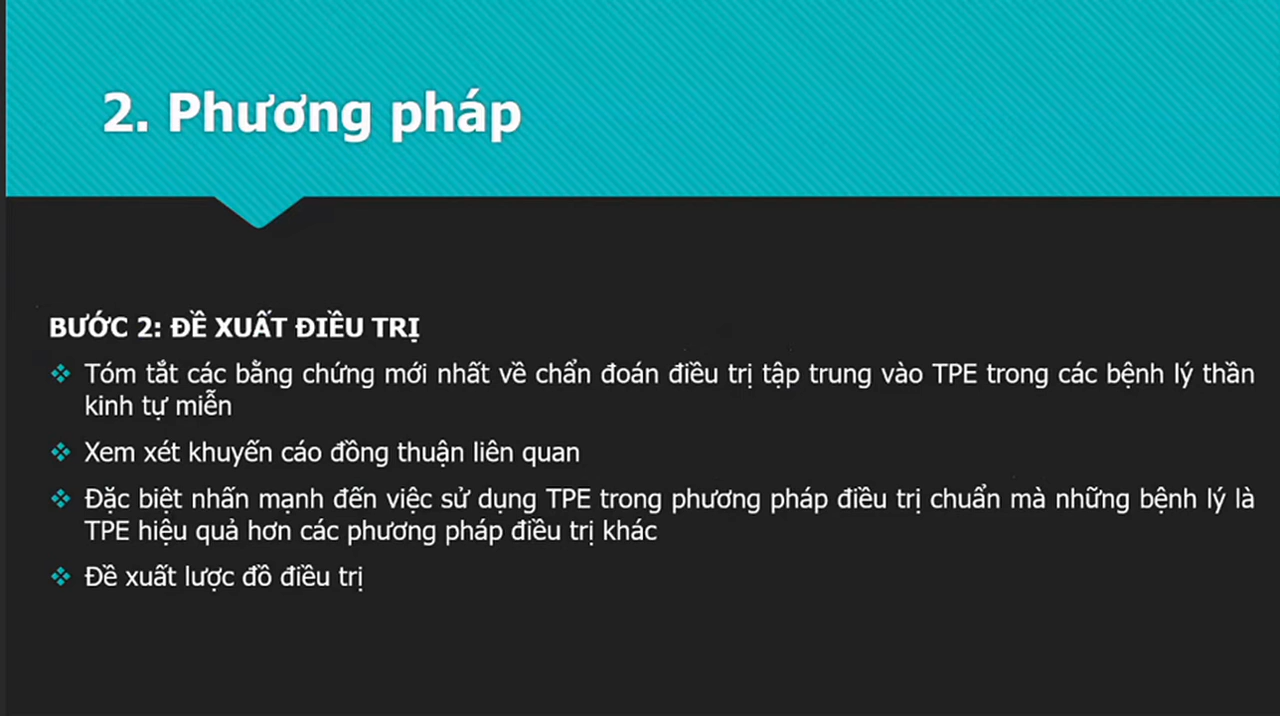 2. Phương pháp
BƯỚC 2: ĐỀ XUẤT ĐIỀU TRỊ
Tóm tắt các bằng chứng mới nhất về chẩn đoán điều trị tập trung vào TPE trong các bệnh lý thần
kinh tự miễn
Xem xét khuyến cáo đồng thuận liên quan
Đặc biệt nhấn mạnh đến việc sử dụng TPE trong phương pháp điều trị chuẩn mà những bệnh lý là
TPE hiệu quả hơn các phương pháp điều trị khác
Đề xuất lược đồ điều trị